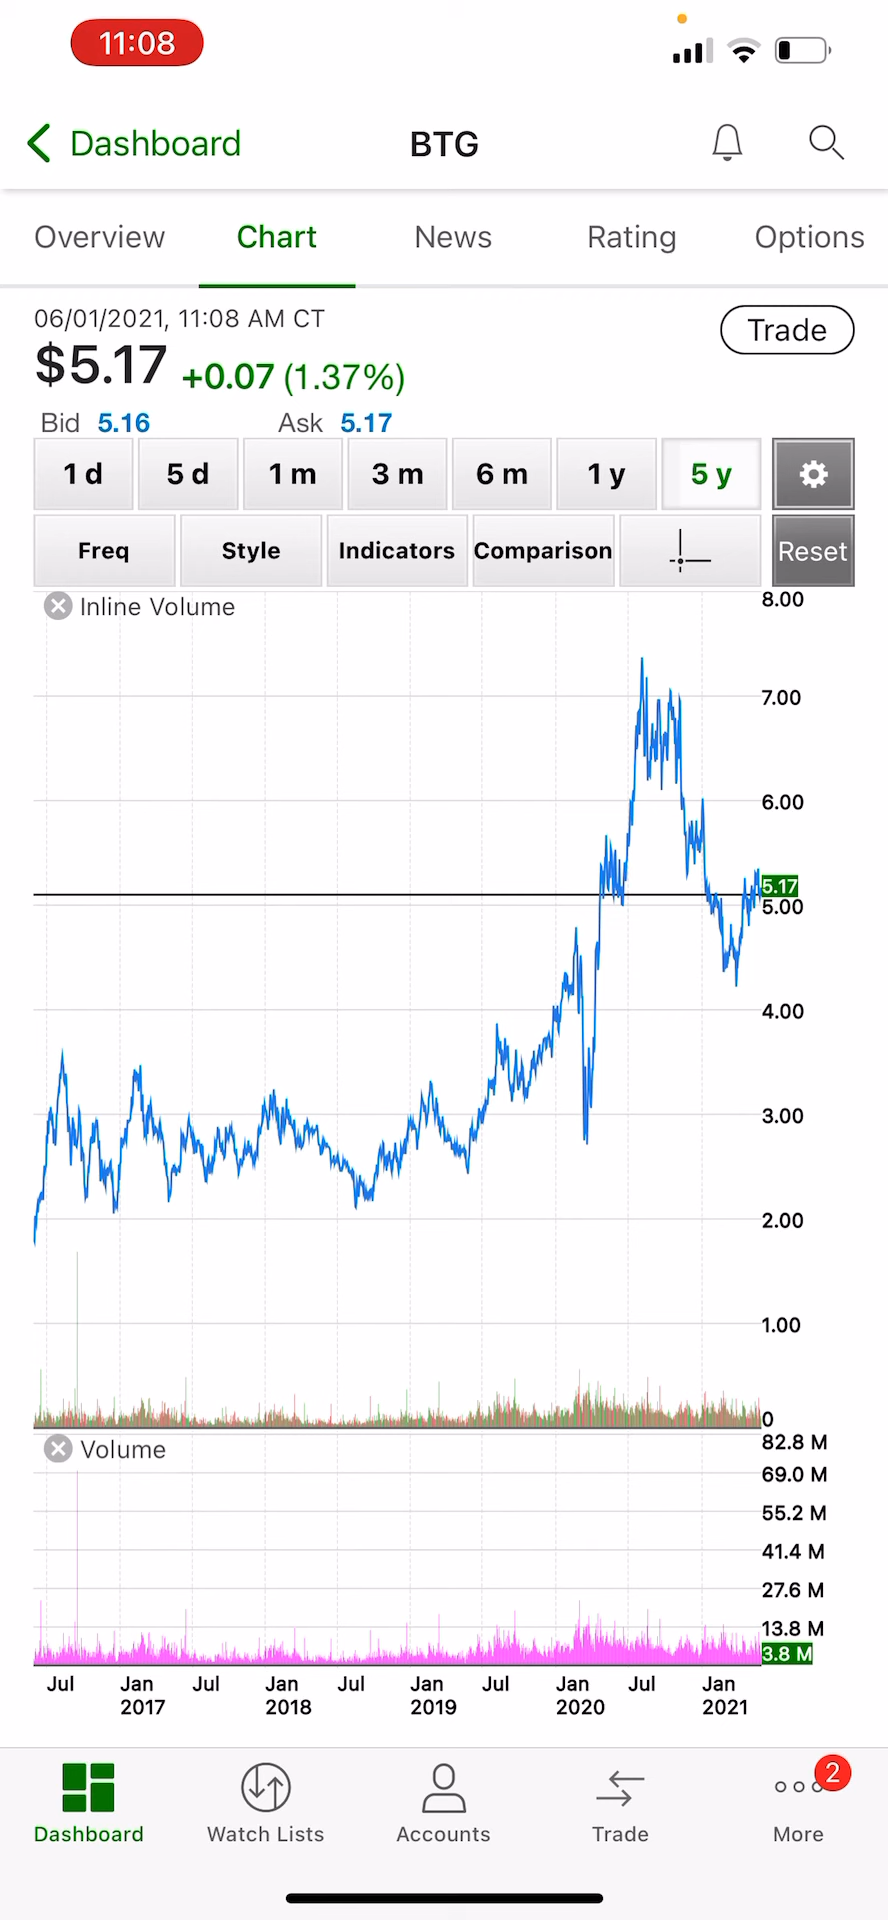 11:08
Dashboard BTG
Overview Chart News Rating Options
06/01/2021, 11:08 AM CT
Trade
$5.17 +0.07 (1.37%)
Bid 5.16 Ask 5.17
1 d 5 d 1 m 3 m 6 m 1 y 5 y
Freq Style Indicators Comparison Reset
Inline Volume
8.00
7.00
6.00
5.17
5.00
4.00
3.00
2.00
1.00
0
Volume
82.8 M
69.0 M
55.2 M
41.4 M
27.6 M
13.8 M
3.8 M
Jul Jan Jul Jan Jul Jan Jul Jan Jul Jan
2017 2018 2019 2020 2021
2
Dashboard Watch Lists Accounts Trade More